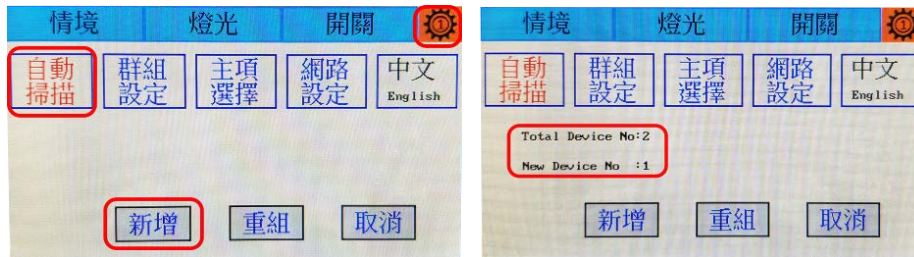 情境 燈光 開關 ①
自動掃描 群組設定 主項選擇 網路設定 中文 English
新增 重組 取消
情境 燈光 開關 ①
自動掃描 群組設定 主項選擇 網路設定 中文 English
Total Device No:2
New Device No :1
新增 重組 取消